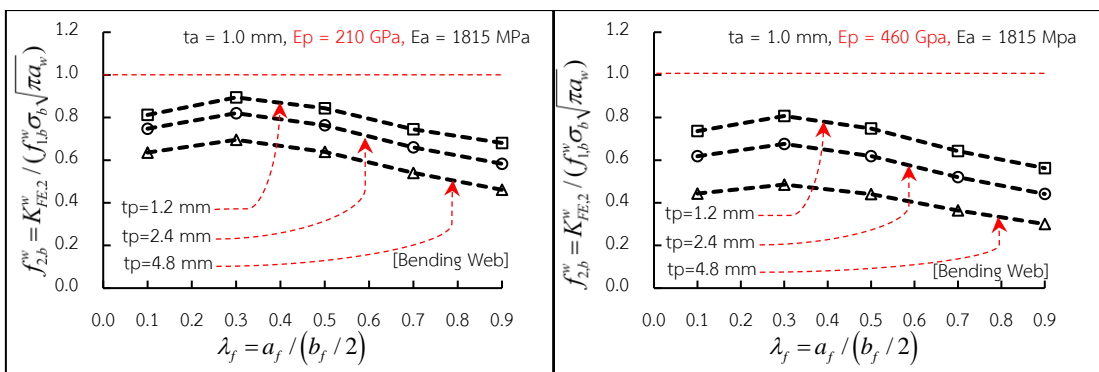 ta = 1.0 mm, Ep = 210 GPa, Ea = 1815 MPa
1.2
1.0
0.8
0.6
0.4
0.2
0.0
f^w_{2,b} = K^w_{FE,2} / (f^w_{1,b} σ_b √πa_w)
tp=1.2 mm
tp=2.4 mm
tp=4.8 mm
[Bending Web]
0.0 0.1 0.2 0.3 0.4 0.5 0.6 0.7 0.8 0.9
λ_f = a_f / (b_f / 2)
ta = 1.0 mm, Ep = 460 Gpa, Ea = 1815 Mpa
1.2
1.0
0.8
0.6
0.4
0.2
0.0
f^w_{2,b} = K^w_{FE,2} / (f^w_{1,b} σ_b √πa_w)
tp=1.2 mm
tp=2.4 mm
tp=4.8 mm
[Bending Web]
0.0 0.1 0.2 0.3 0.4 0.5 0.6 0.7 0.8 0.9
λ_f = a_f / (b_f / 2)